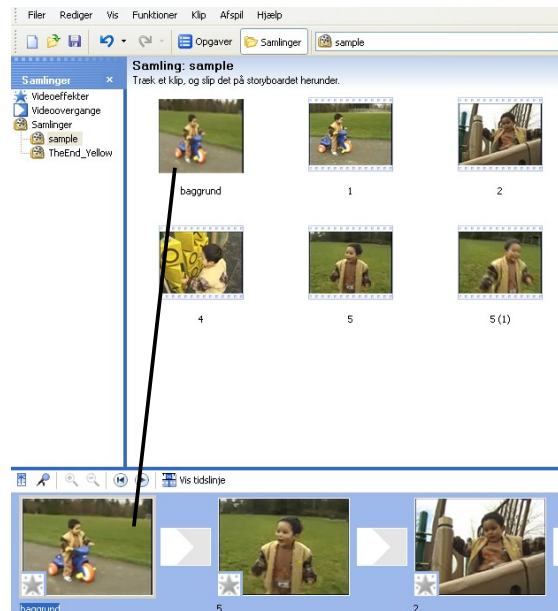 Filer Rediger Vis Funktioner Klip Afspil Hjælp
Opgaver Samlinger sample
Samlinger
Videoeffekter
Videoovergange
Samlinger
sample
TheEnd_Yellow
Samling: sample
Træk et klip, og slip det på storyboardet herunder.
baggrund 1 2
4 5 5 (1)
Vis tidslinje
baggrund 5 2